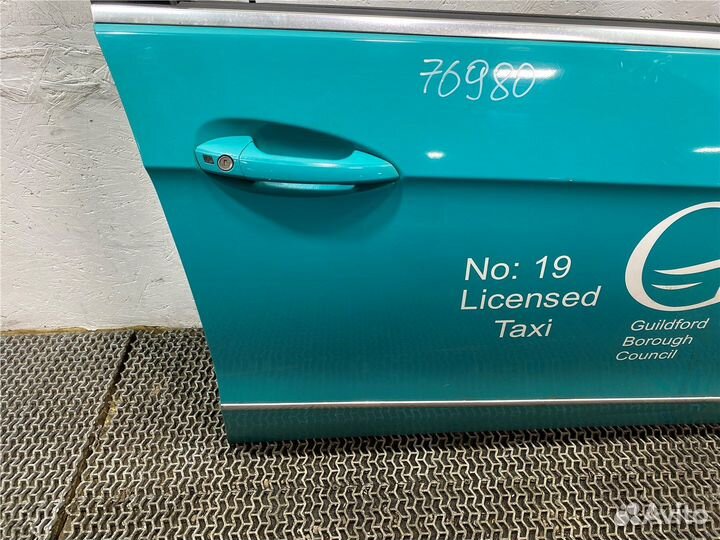 76980
No: 19
Licensed
Taxi
Guildford
Borough
Council
Avito